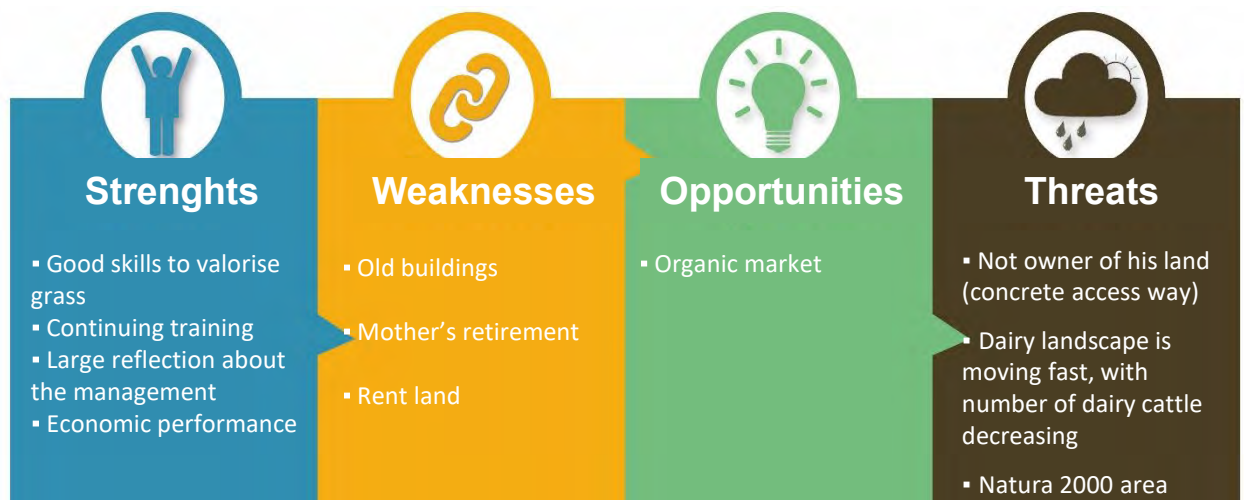 Strenghts
▪ Good skills to valorise
grass
▪ Continuing training
▪ Large reflection about
the management
▪ Economic performance
Weaknesses
▪ Old buildings
▪ Mother’s retirement
▪ Rent land
Opportunities
▪ Organic market
Threats
▪ Not owner of his land
(concrete access way)
▪ Dairy landscape is
moving fast, with
number of dairy cattle
decreasing
▪ Natura 2000 area